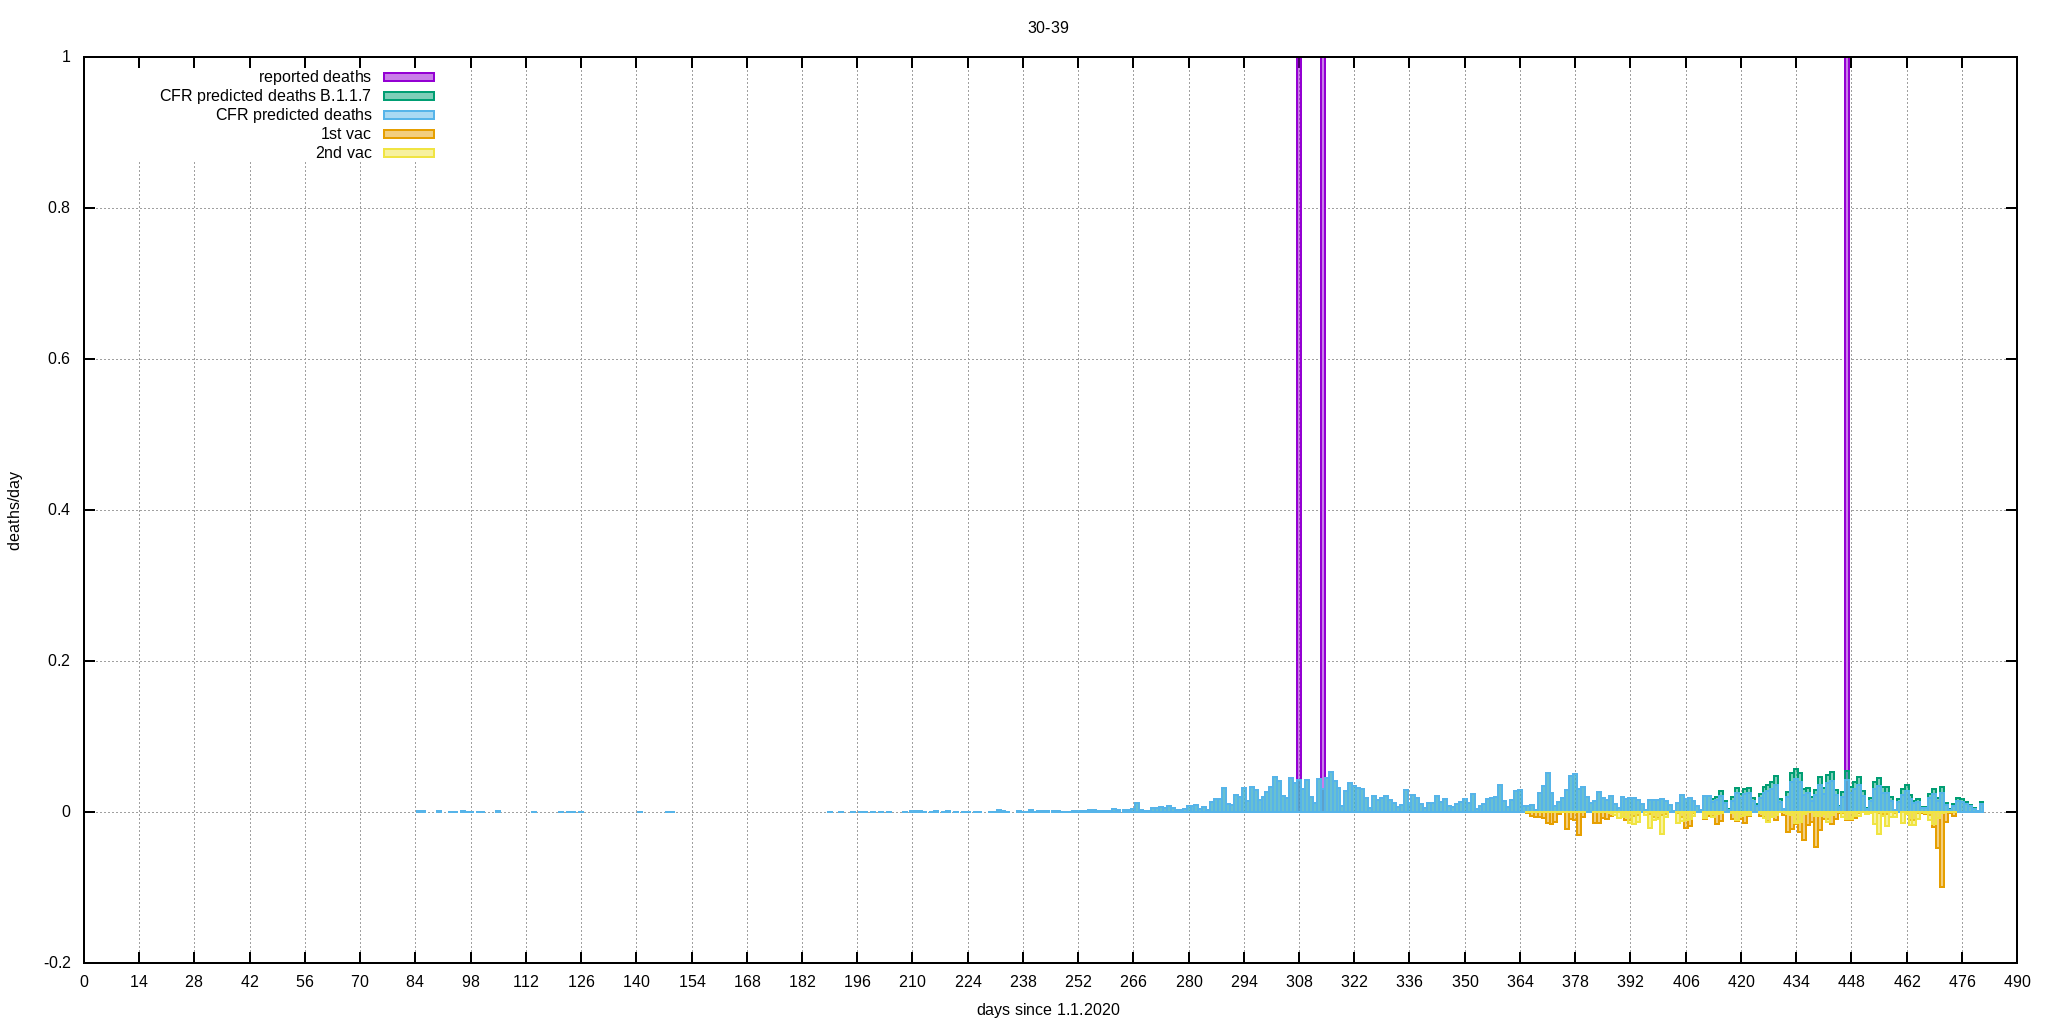 30-39
1
reported deaths
CFR predicted deaths B.1.1.7
CFR predicted deaths
1st vac
2nd vac
0.8
0.6
0.4
0.2
0
-0.2
deaths/day
0 14 28 42 56 70 84 98 112 126 140 154 168 182 196 210 224 238 252 266 280 294 308 322 336 350 364 378 392 406 420 434 448 462 476 490
days since 1.1.2020